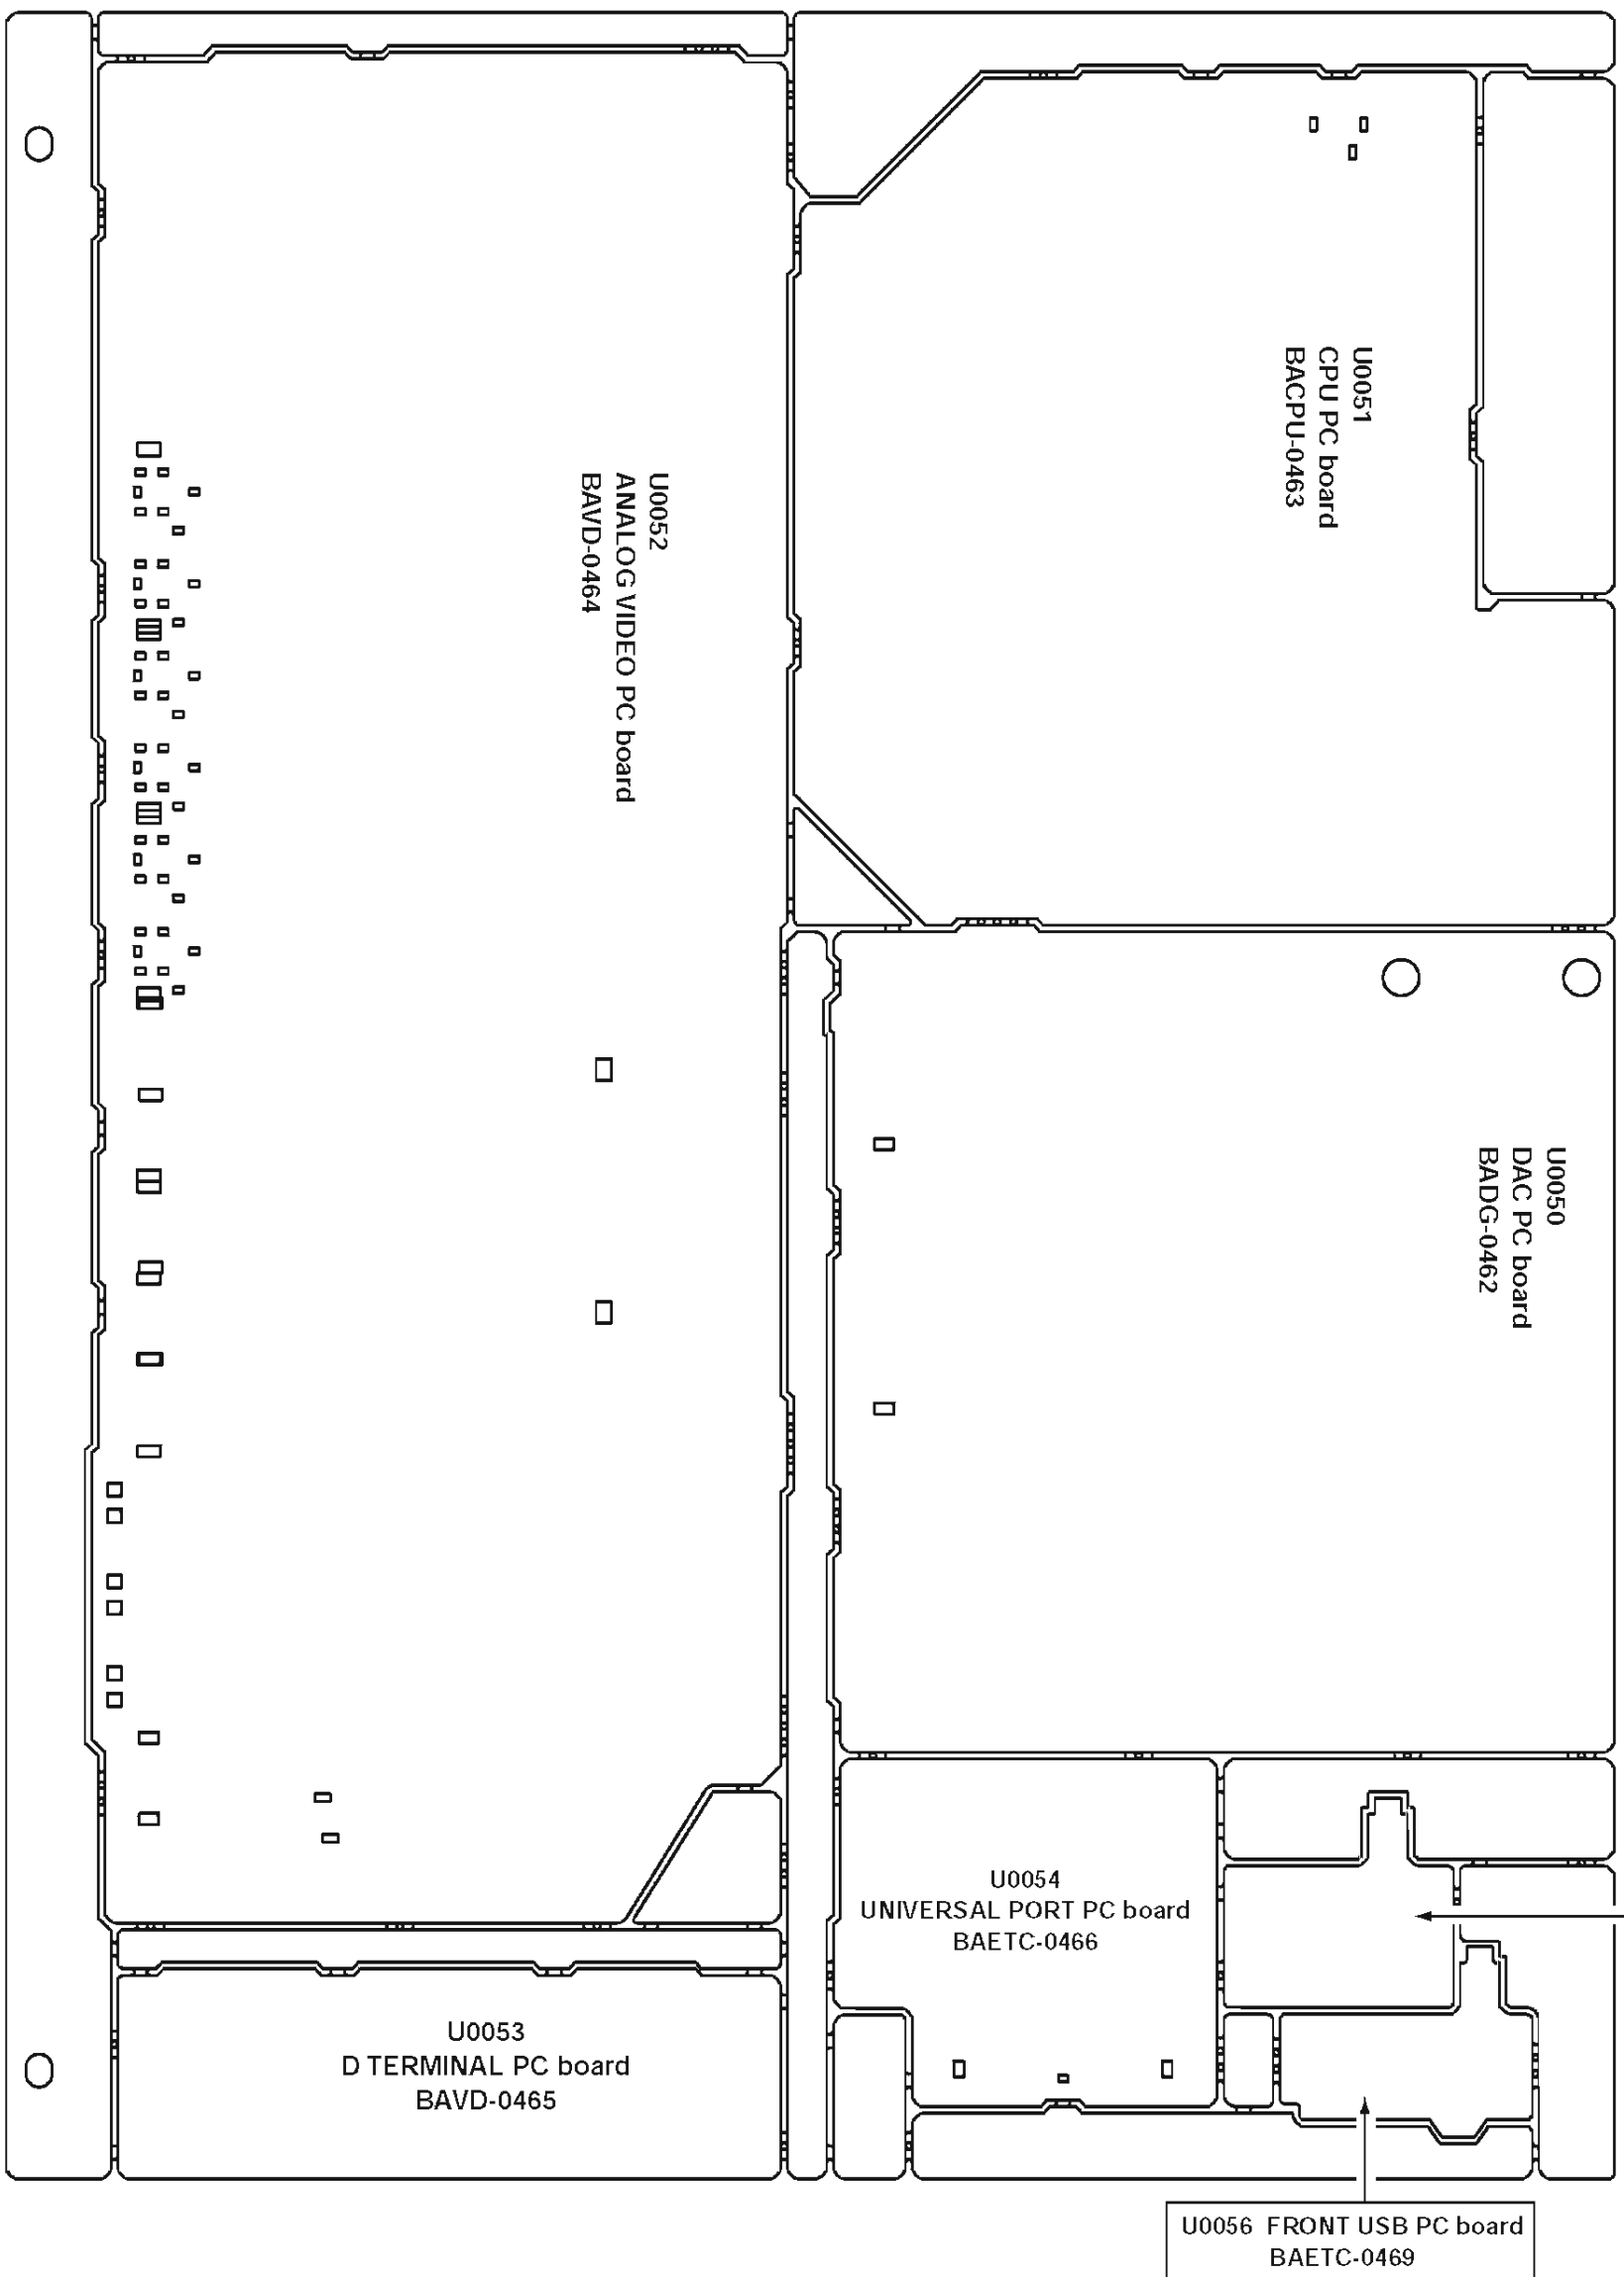 U0051
CPU PC board
BACPU-0463
U0052
ANALOG VIDEO PC board
BAVD-0464
U0050
DAC PC board
BADG-0462
U0054
UNIVERSAL PORT PC board
BAETC-0466
U0053
D TERMINAL PC board
BAVD-0465
U0056 FRONT USB PC board
BAETC-0469